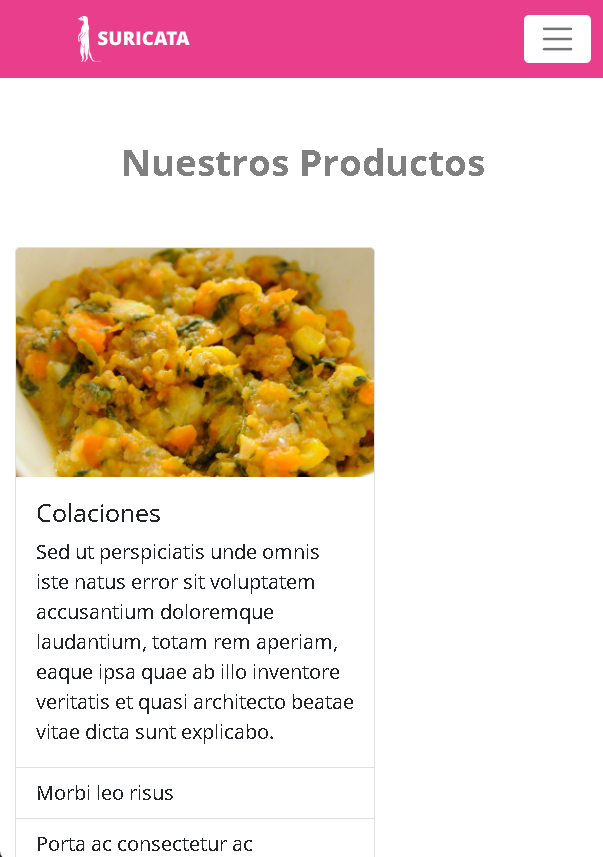 SURICATA
Nuestros Productos
Colaciones
Sed ut perspiciatis unde omnis
iste natus error sit voluptatem
accusantium doloremque
laudantium, totam rem aperiam,
eaque ipsa quae ab illo inventore
veritatis et quasi architecto beatae
vitae dicta sunt explicabo.
Morbi leo risus
Porta ac consectetur ac